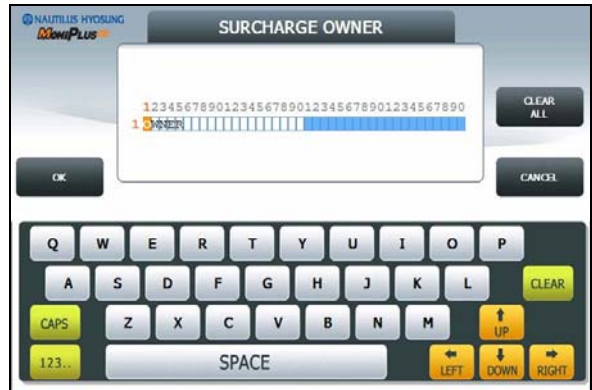 NAUTILUS HYOSUNG
MoniPlus
SURCHARGE OWNER
1234567890123456789012345678901234567890
1 OWNER
CLEAR ALL
OK
CANCEL
Q W E R T Y U I O P
A S D F G H J K L CLEAR
CAPS Z X C V B N M UP
123.. SPACE LEFT DOWN RIGHT